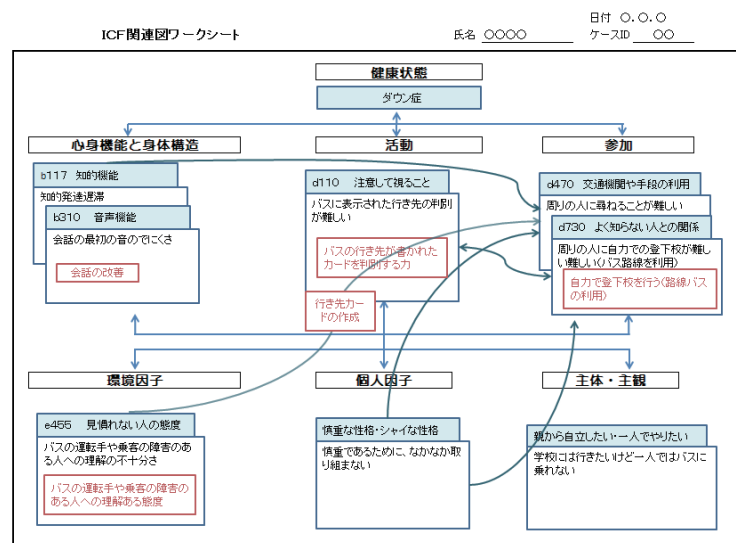 日付 〇.〇.〇
ICF関連図ワークシート
氏名 〇〇〇〇
ケースID 〇〇
健康状態
ダウン症
心身機能と身体構造
活動
参加
b117 知的機能
知的発達遅滞
b310 音声機能
会話の最初の音のでにくさ
会話の改善
d110 注意して視ること
バスに表示された行き先の判別
が難しい
バスの行き先が書かれた
カードを判別する力
行き先カー
ドの作成
d470 交通機関や手段の利用
周りの人に尋ねることが難しい
d730 よく知らない人との関係
周りの人に自力での登下校が難し
い難しい(バス路線を利用)
自力で登下校を行う(路線バス
の利用)
環境因子
個人因子
主体・主観
e455 見慣れない人の態度
バスの運転手や乗客の障害のあ
る人への理解の不十分さ
バスの運転手や乗客の障害の
ある人への理解ある態度
慎重な性格・シャイな性格
慎重であるために、なかなか取
り組まない
親から自立したい・一人でやりたい
学校には行きたいけど一人ではバスに
乗れない